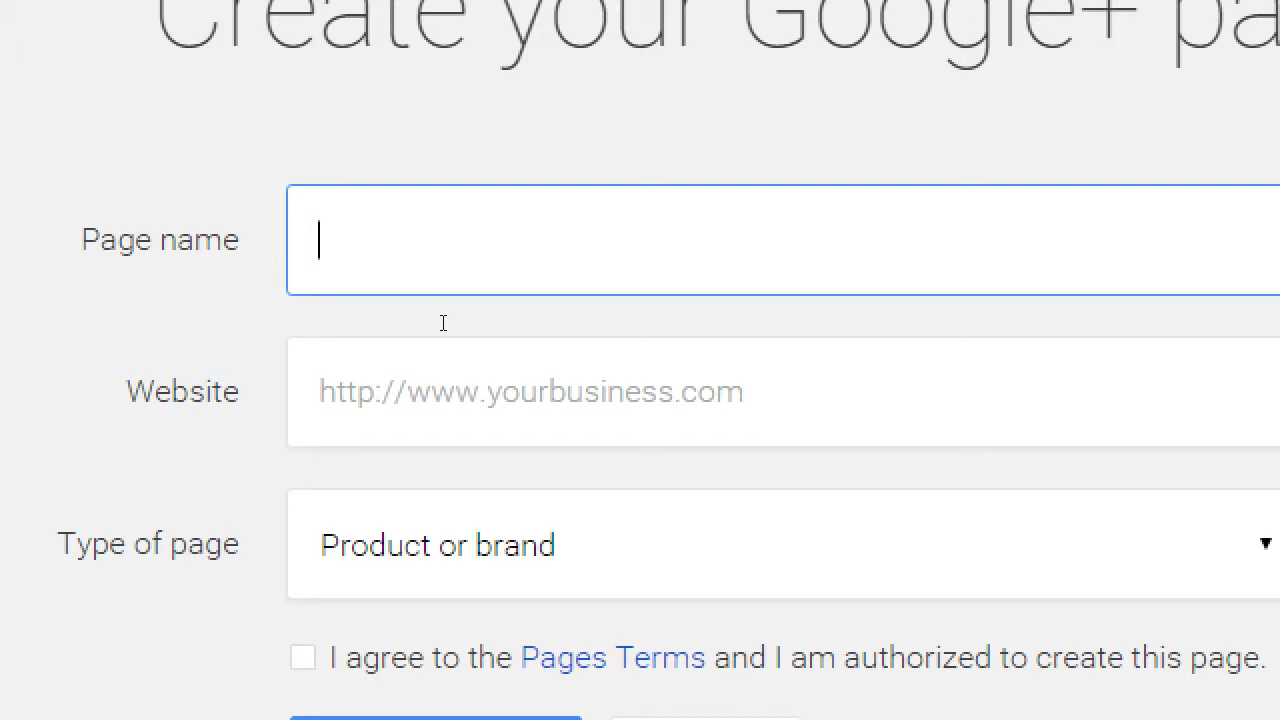 Create your Google+ pa
Page name
Website
http://www.yourbusiness.com
Type of page
Product or brand
I agree to the Pages Terms and I am authorized to create this page.